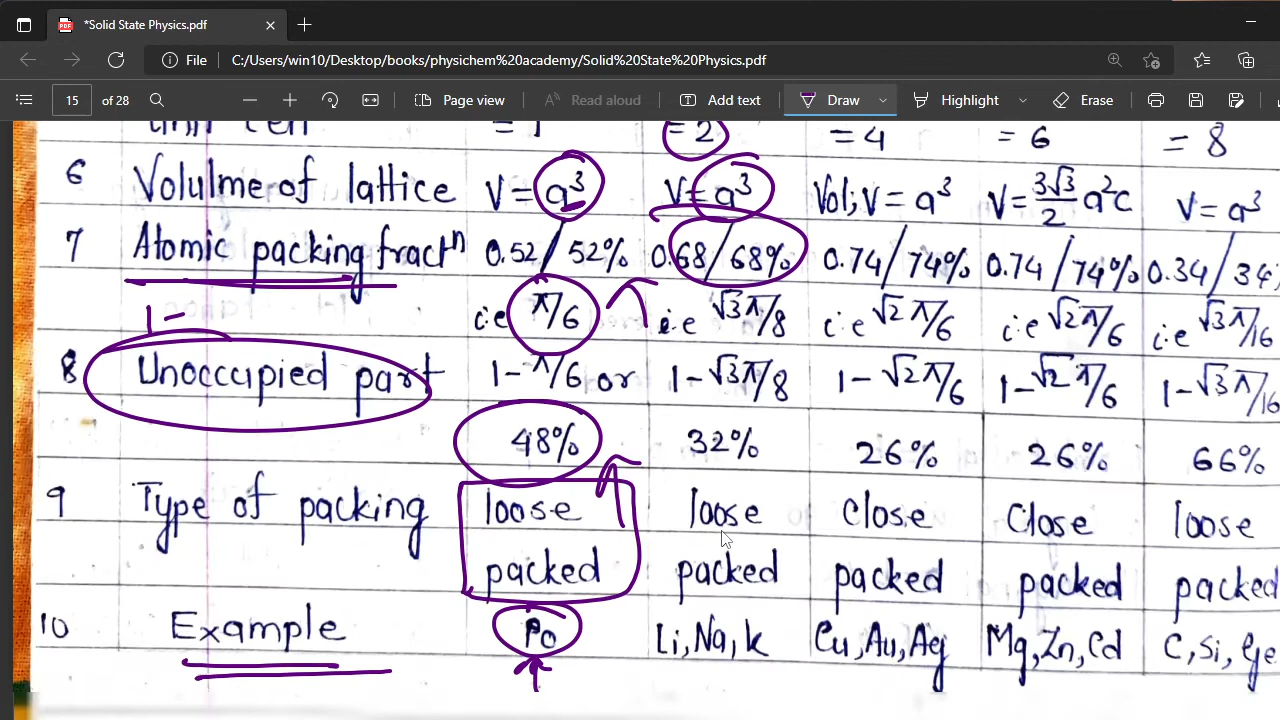 *Solid State Physics.pdf
File C:/Users/win10/Desktop/books/physichem%20academy/Solid%20State%20Physics.pdf
15 of 28 Page view Read aloud Add text Draw Highlight Erase
unit cell = 1 = 2 = 4 = 6 = 8
6 Volulme of lattice V = a³ V = a³ Vol; V = a³ V = 3√3/2 a²c V = a³
7 Atomic packing fractⁿ 0.52/52% 0.68/68% 0.74/74% 0.74/74% 0.34/34%
1 - i.e π/6 i.e √3π/8 i.e √2π/6 i.e √2π/6 i.e √3π/16
8 Unoccupied part 1 - π/6 or 1 - √3π/8 1 - √2π/6 1 - √2π/6 1 - √3π/16
48% 32% 26% 26% 66%
9 Type of packing loose loose close close loose
packed packed packed packed packed
10 Example Po Li, Na, K Cu, Au, Ag Mg, Zn, Cd C, Si, Ge